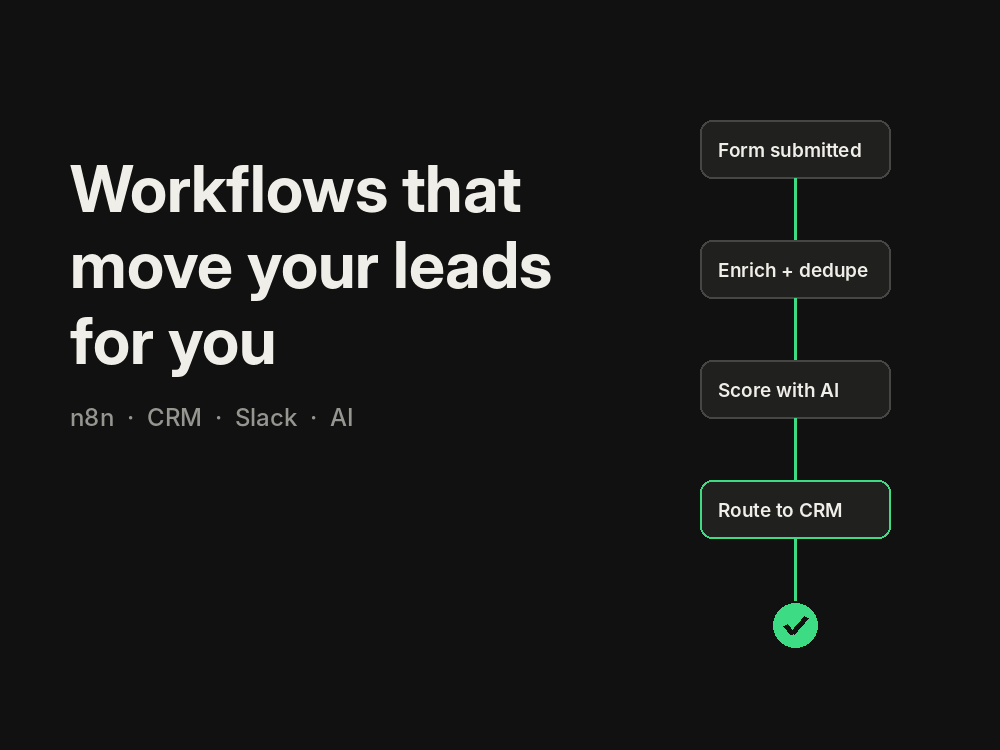 Workflows that
move your leads
for you
n8n · CRM · Slack · AI
Form submitted
Enrich + dedupe
Score with AI
Route to CRM